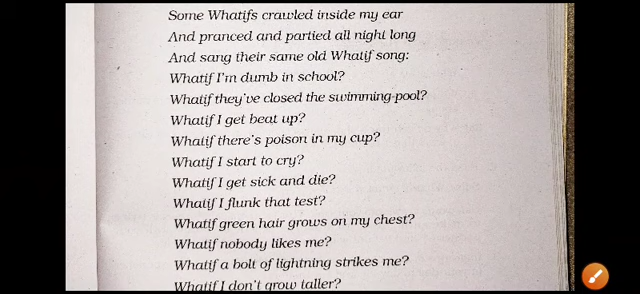 Some Whatifs crawled inside my ear
And pranced and partied all night long
And sang their same old Whatif song:
Whatif I'm dumb in school?
Whatif they've closed the swimming-pool?
Whatif I get beat up?
Whatif there's poison in my cup?
Whatif I start to cry?
Whatif I get sick and die?
Whatif I flunk that test?
Whatif green hair grows on my chest?
Whatif nobody likes me?
Whatif a bolt of lightning strikes me?
Whatif I don't grow taller?